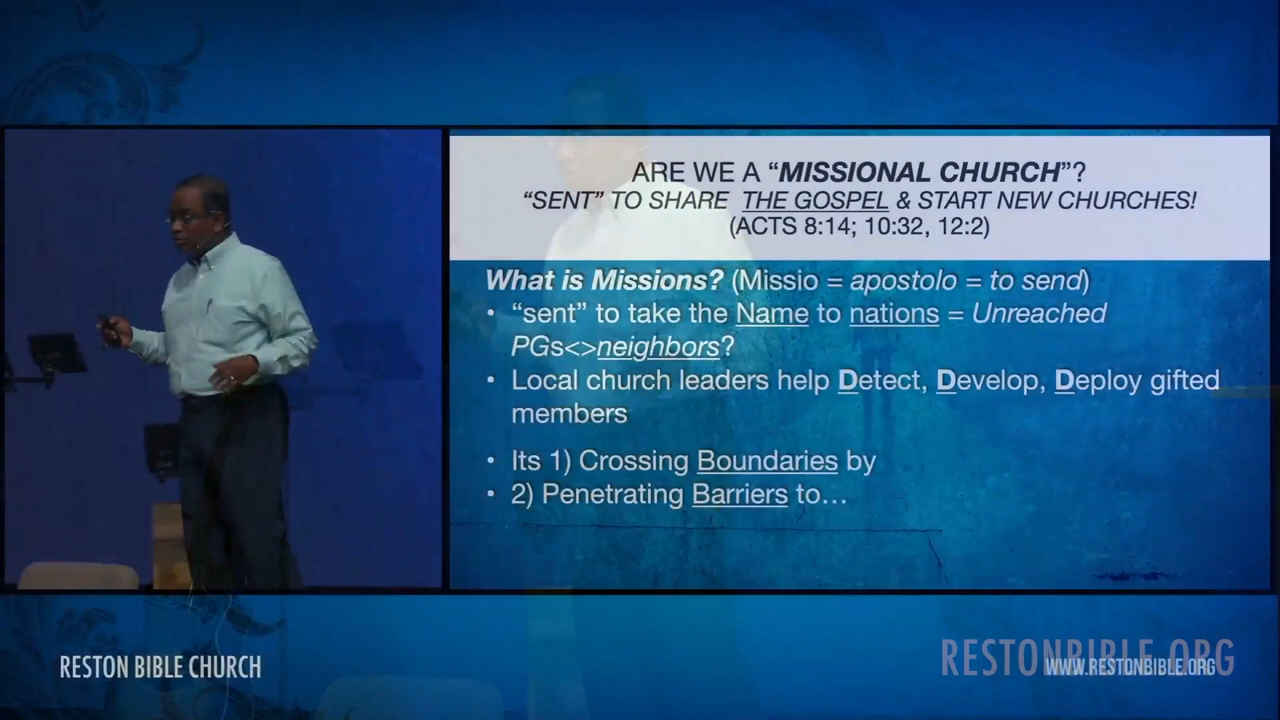 ARE WE A “MISSIONAL CHURCH”?
“SENT” TO SHARE THE GOSPEL & START NEW CHURCHES!
(ACTS 8:14; 10:32, 12:2)
What is Missions? (Missio = apostolo = to send)
• “sent” to take the Name to nations = Unreached
PGs<>neighbors?
• Local church leaders help Detect, Develop, Deploy gifted
members
• Its 1) Crossing Boundaries by
• 2) Penetrating Barriers to…
RESTON BIBLE CHURCH
RESTONBIBLE.ORG
WWW.RESTONBIBLE.ORG